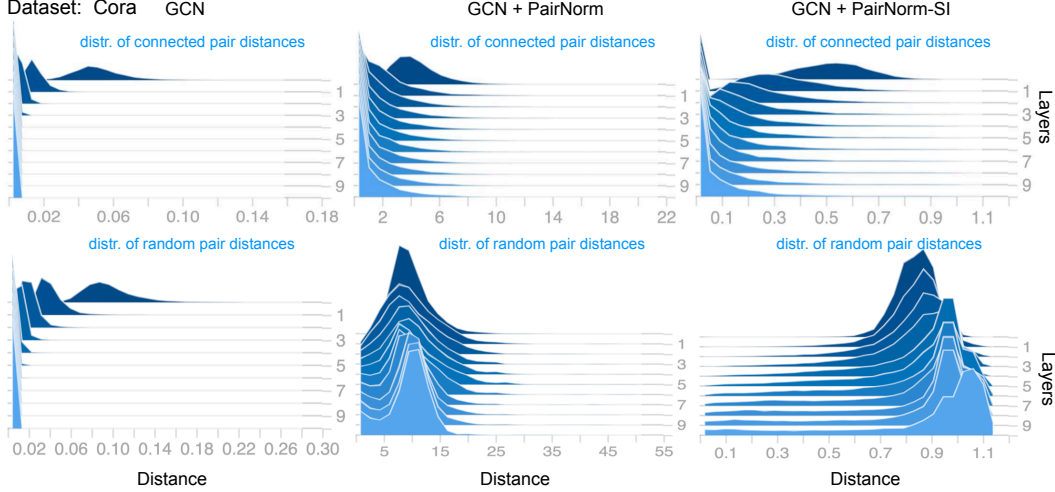 Dataset: Cora GCN GCN + PairNorm GCN + PairNorm-SI
distr. of connected pair distances distr. of connected pair distances distr. of connected pair distances
1 1 1
3 3 3
5 5 5
7 7 7
9 9 9
Layers
0.02 0.06 0.10 0.14 0.18 2 6 10 14 18 22 0.1 0.3 0.5 0.7 0.9 1.1
distr. of random pair distances distr. of random pair distances distr. of random pair distances
1 1 1
3 3 3
5 5 5
7 7 7
9 9 9
Layers
0.02 0.06 0.10 0.14 0.18 0.22 0.26 0.30 5 15 25 35 45 55 0.1 0.3 0.5 0.7 0.9 1.1
Distance Distance Distance